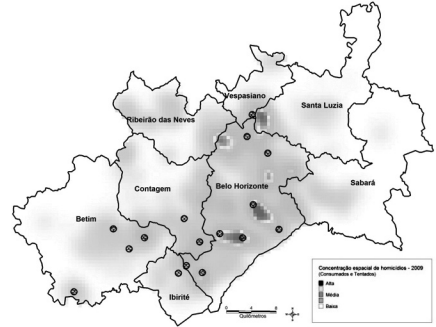 Vespasiano
Santa Luzia
Ribeirão das Neves
Contagem
Belo Horizonte
Sabará
Betim
Ibirité
Concentração espacial de homicídios - 2009
(Consumados e Tentados)
Alta
Média
Baixa
0 4 8
Quilômetros